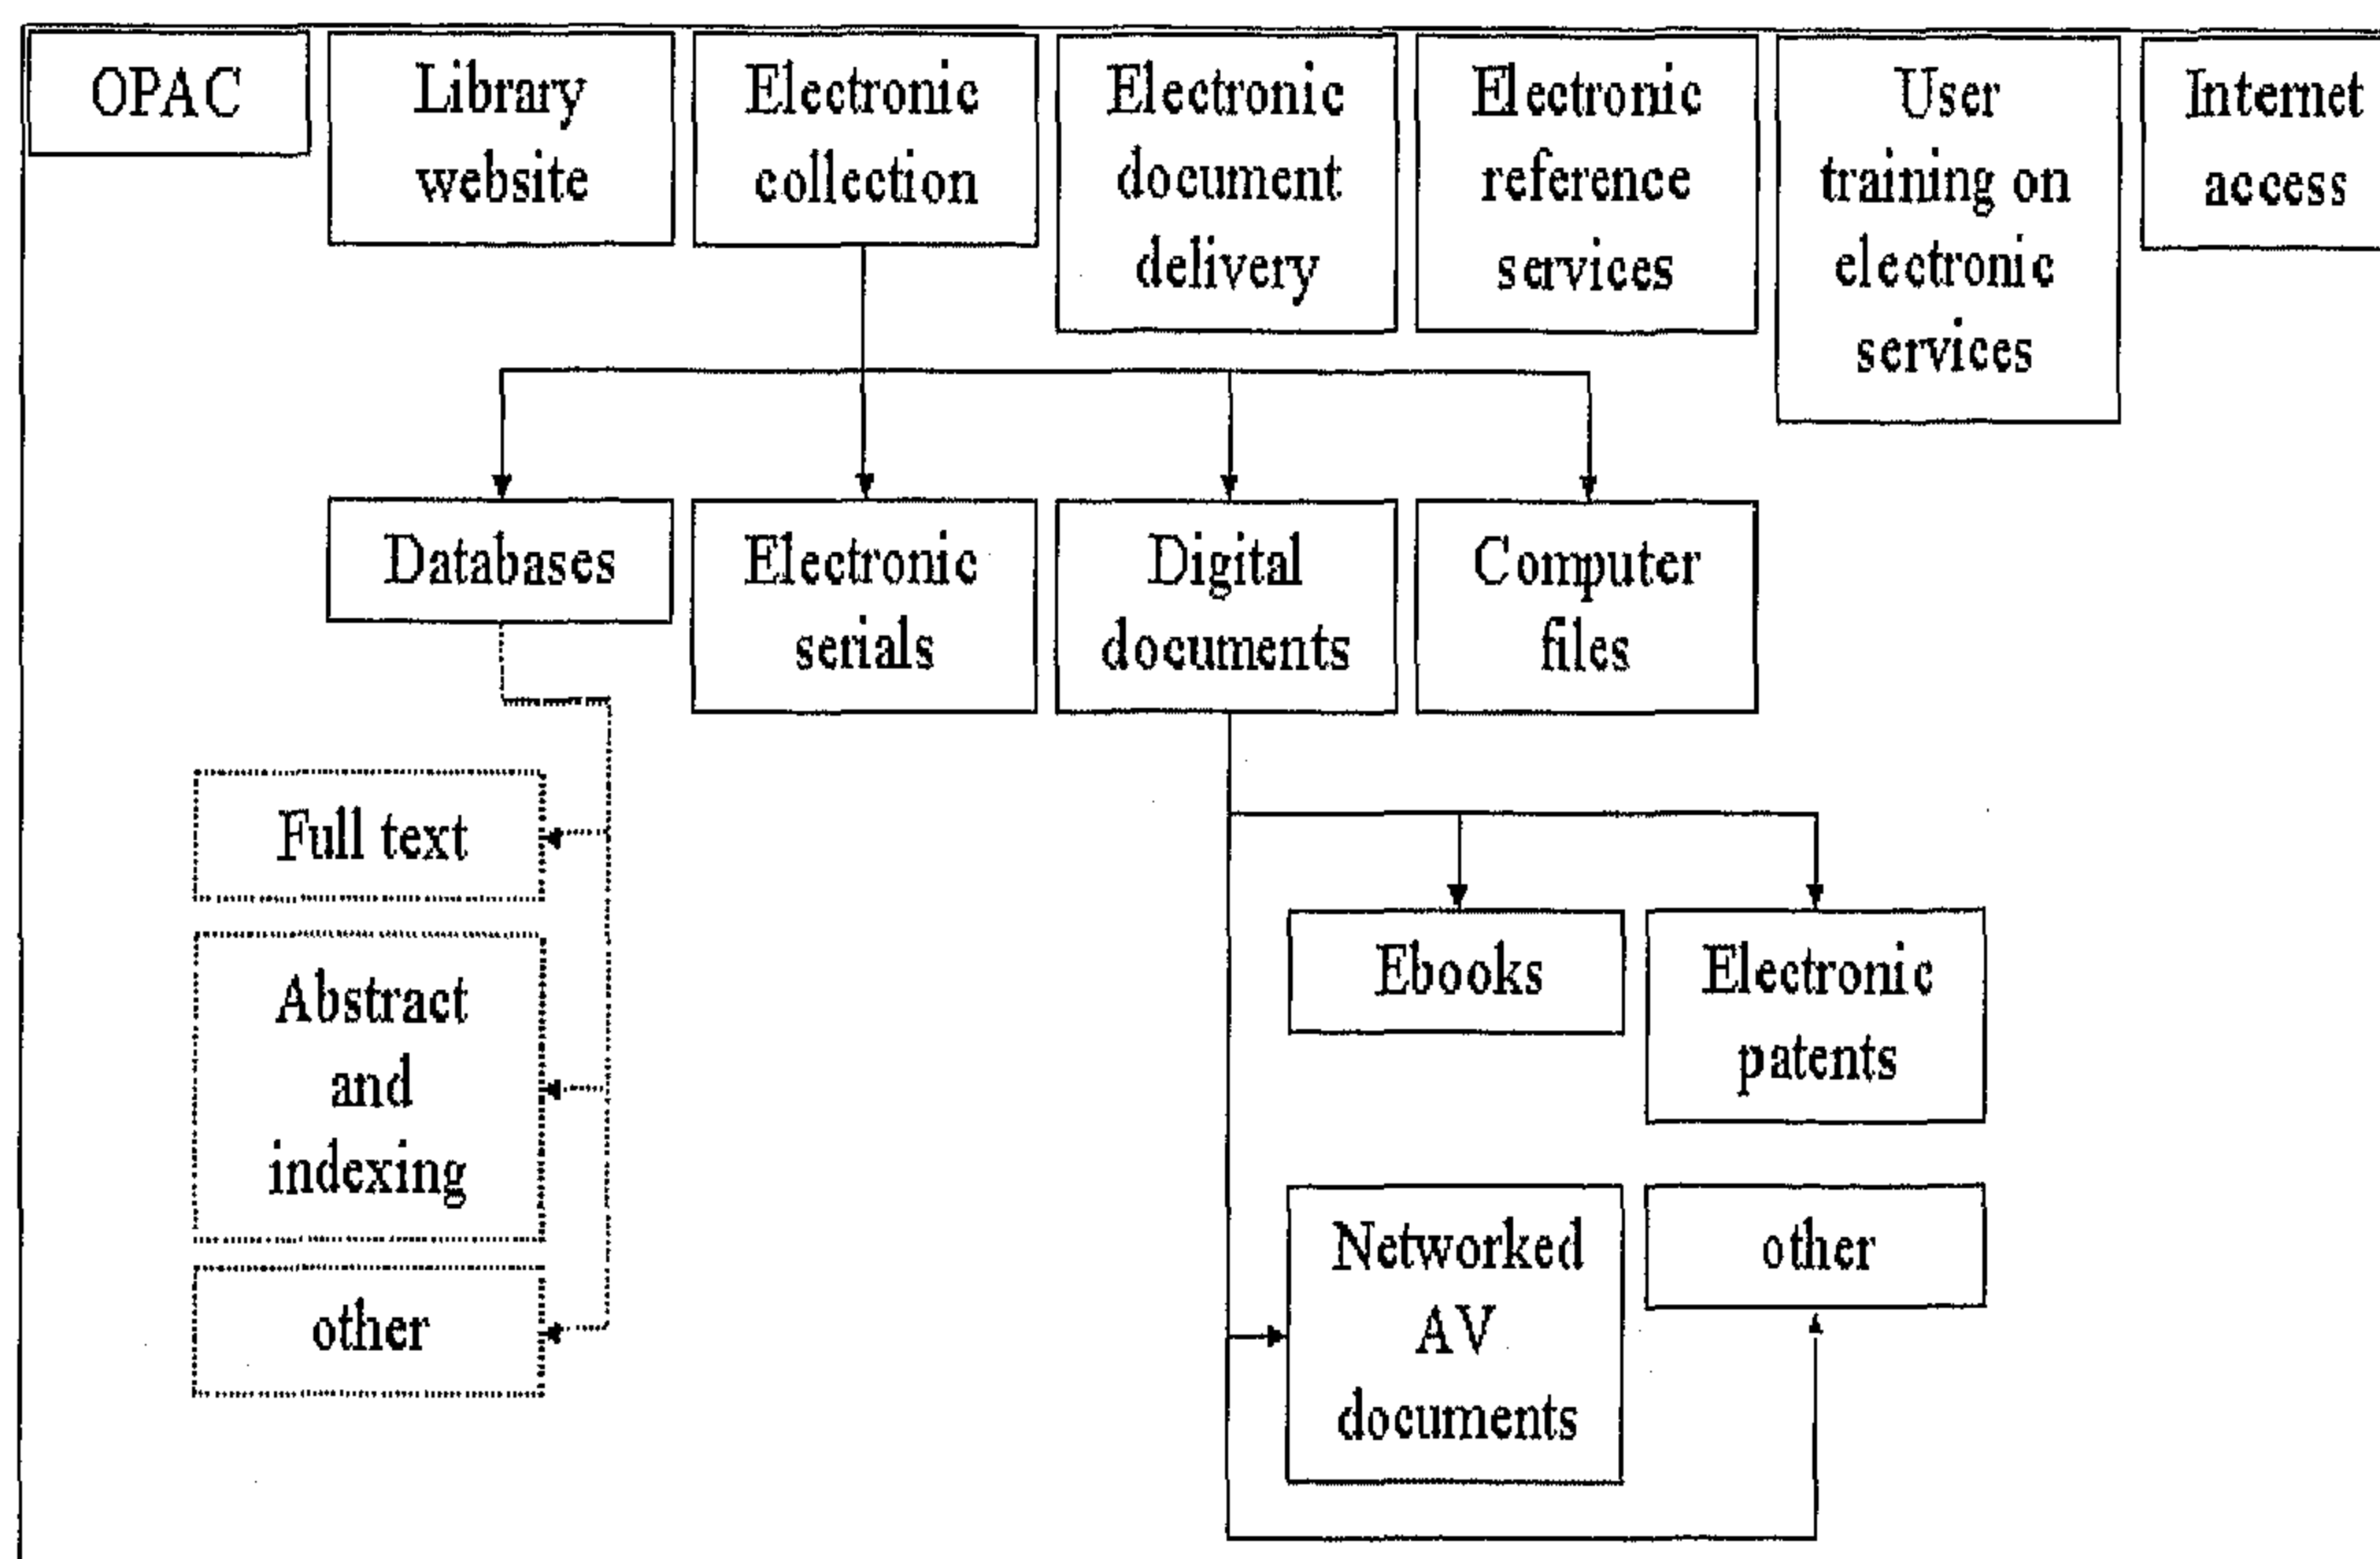 OPAC
Library
website
Electronic
collection
Electronic
document
delivery
Electronic
reference
services
User
training on
electronic
services
Internet
access
Databases
Electronic
serials
Digital
documents
Computer
files
Full text
Abstract
and
indexing
other
Ebooks
Electronic
patents
Networked
AV
documents
other